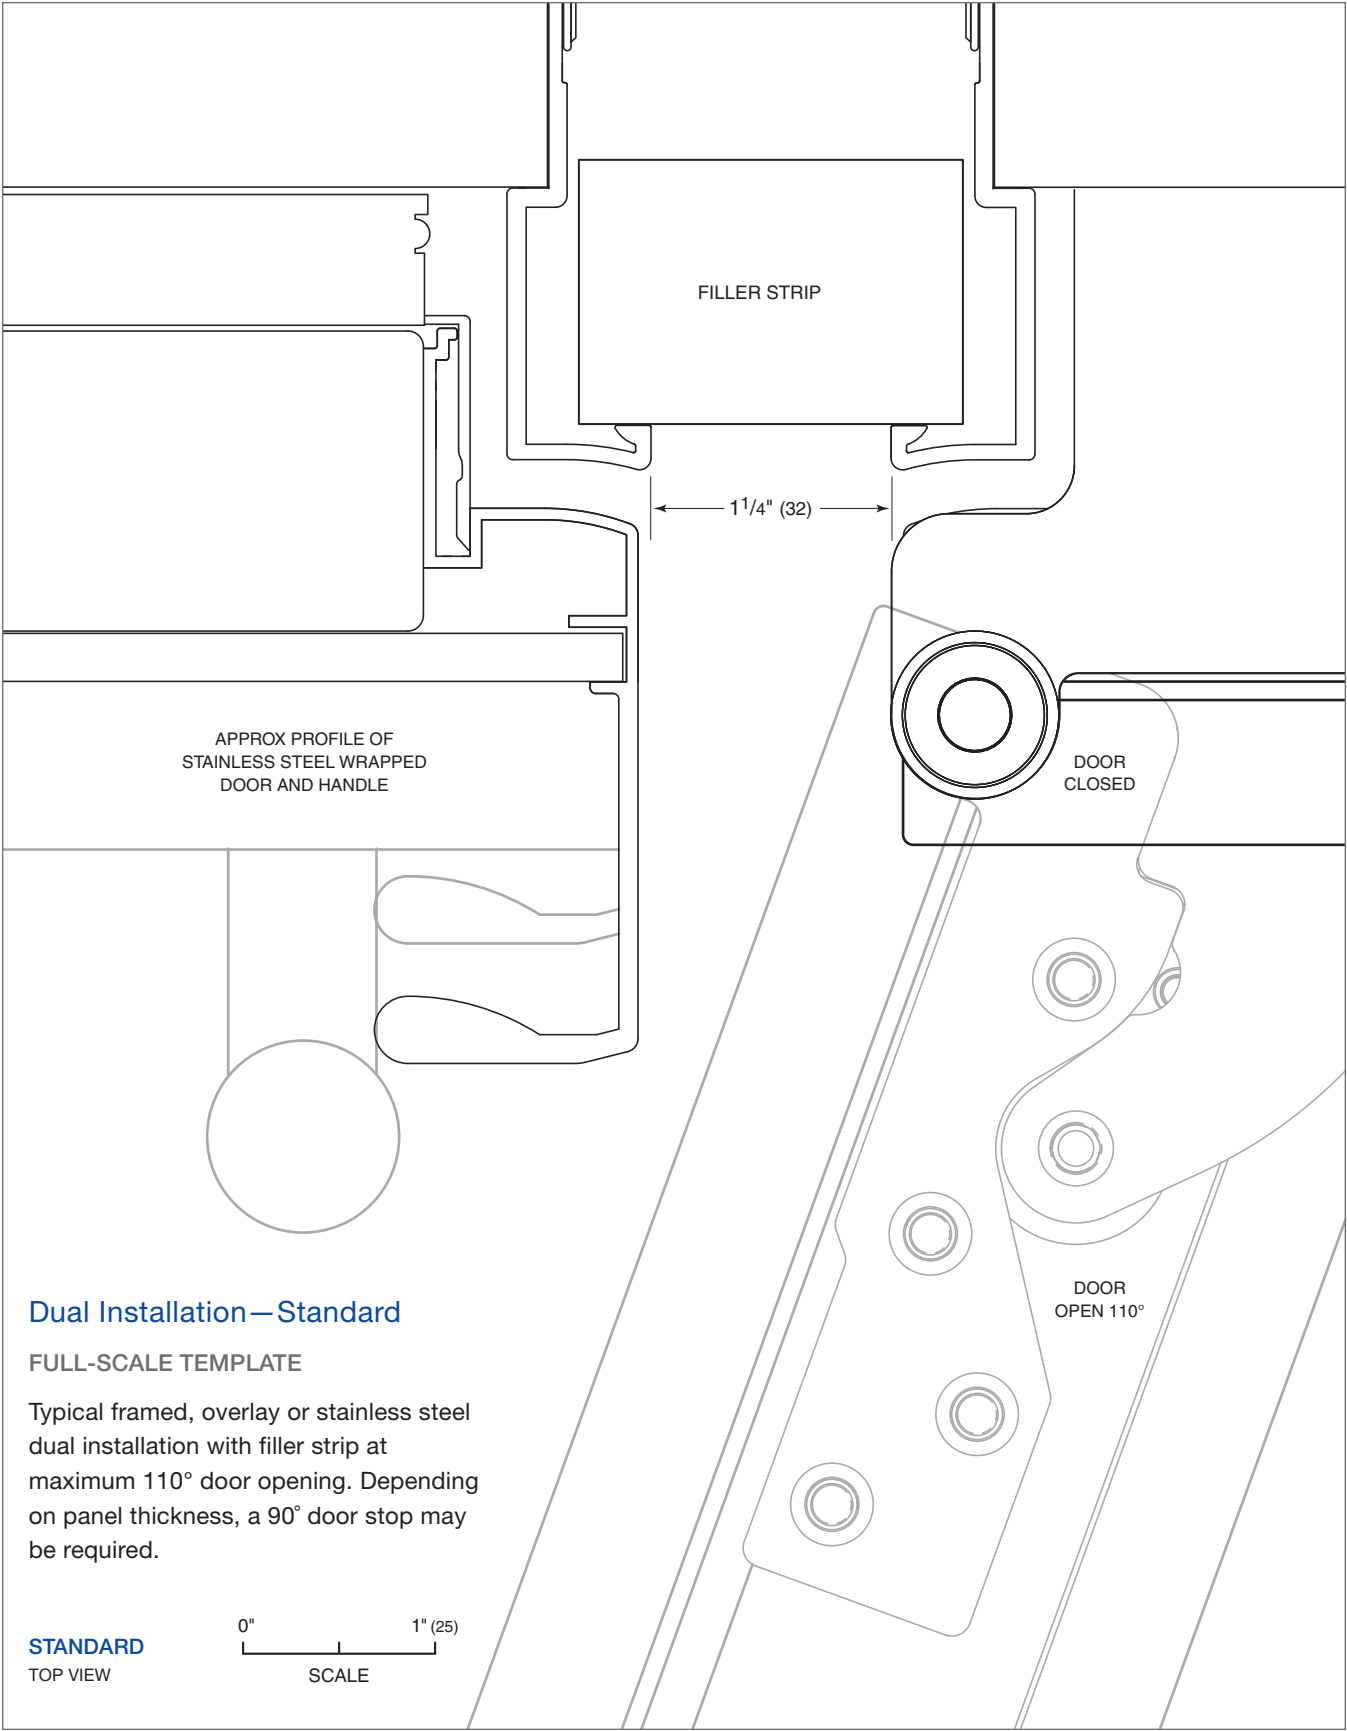 FILLER STRIP
1 1/4" (32)
APPROX PROFILE OF
STAINLESS STEEL WRAPPED
DOOR AND HANDLE
DOOR
CLOSED
DOOR
OPEN 110°
Dual Installation—Standard
FULL-SCALE TEMPLATE
Typical framed, overlay or stainless steel
dual installation with filler strip at
maximum 110° door opening. Depending
on panel thickness, a 90° door stop may
be required.
0" 1" (25)
SCALE
STANDARD
TOP VIEW